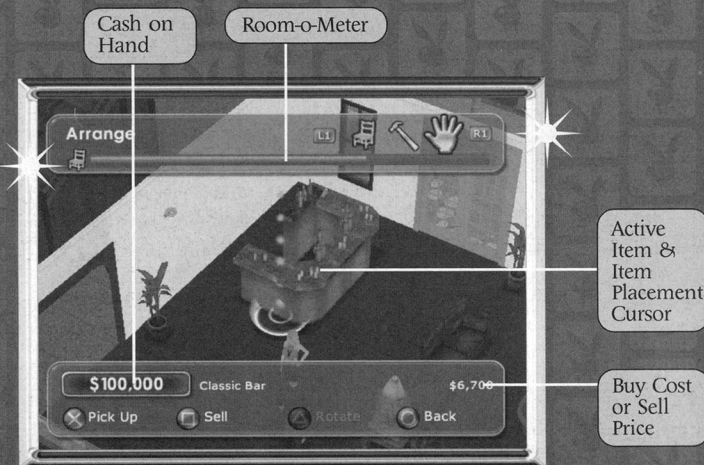 Cash on
Hand
Room-o-Meter
Arrange
L1
R1
Active
Item &
Item
Placement
Cursor
$100,000
Classic Bar
$6,700
Pick Up
Sell
Rotate
Back
Buy Cost
or Sell
Price